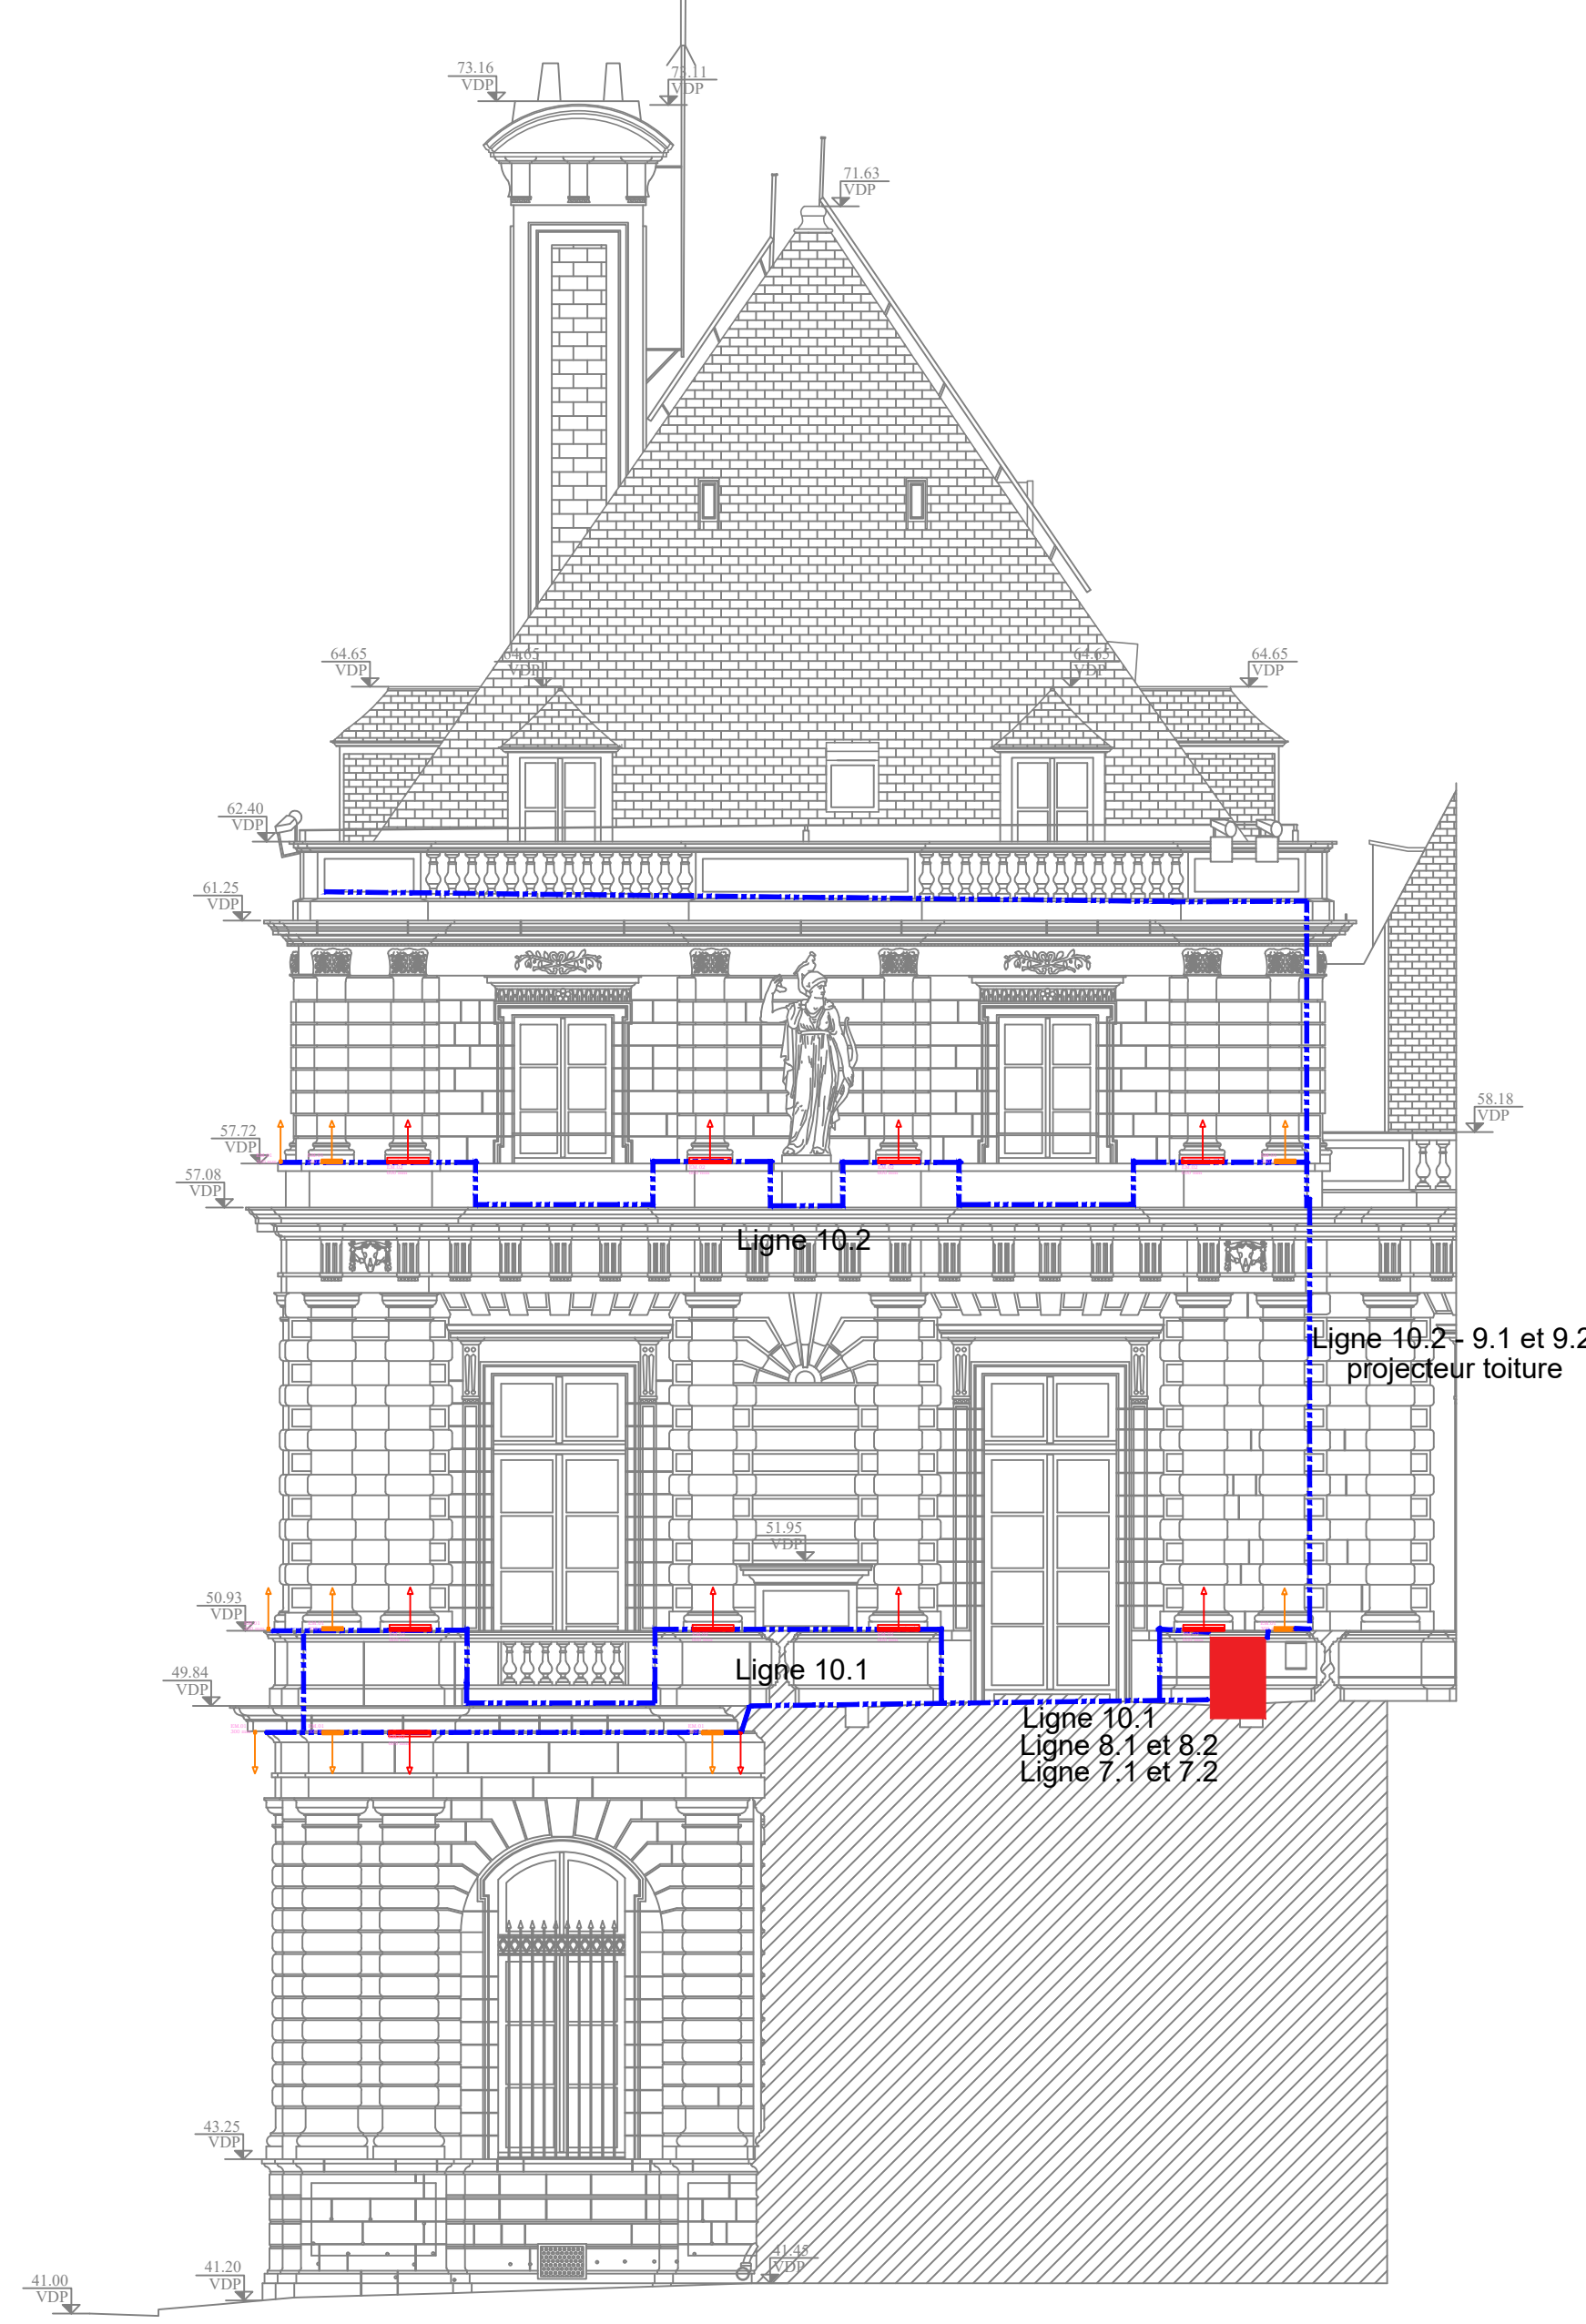 73.16
VDP
73.11
VDP
71.63
VDP
64.65
VDP
64.65
VDP
64.65
VDP
64.65
VDP
62.40
VDP
61.25
VDP
58.18
VDP
57.72
VDP
57.08
VDP
Ligne 10.2
Ligne 10.2 - 9.1 et 9.2
projecteur toiture
51.95
VDP
50.93
VDP
Ligne 10.1
49.84
VDP
Ligne 10.1
Ligne 8.1 et 8.2
Ligne 7.1 et 7.2
43.25
VDP
41.45
VDP
41.20
VDP
41.00
VDP